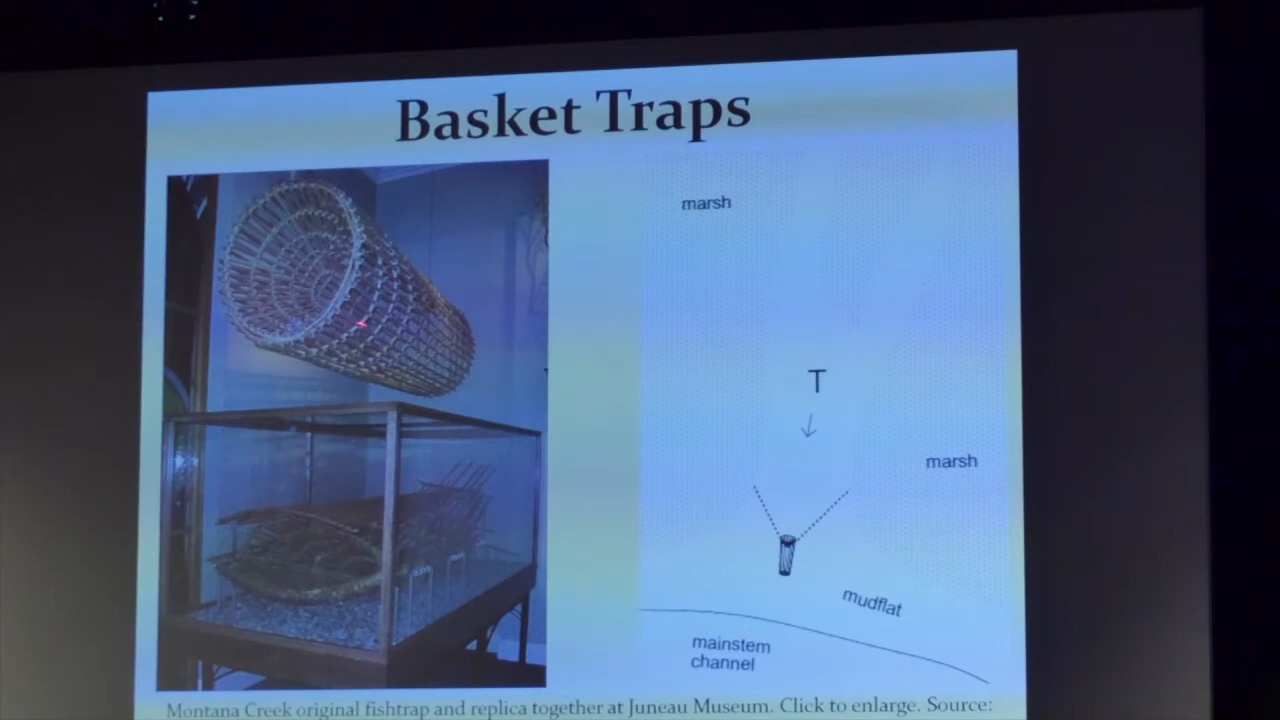 Basket Traps
marsh
T
marsh
mudflat
mainstem
channel
Montana Creek original fishtrap and replica together at Juneau Museum. Click to enlarge. Source: